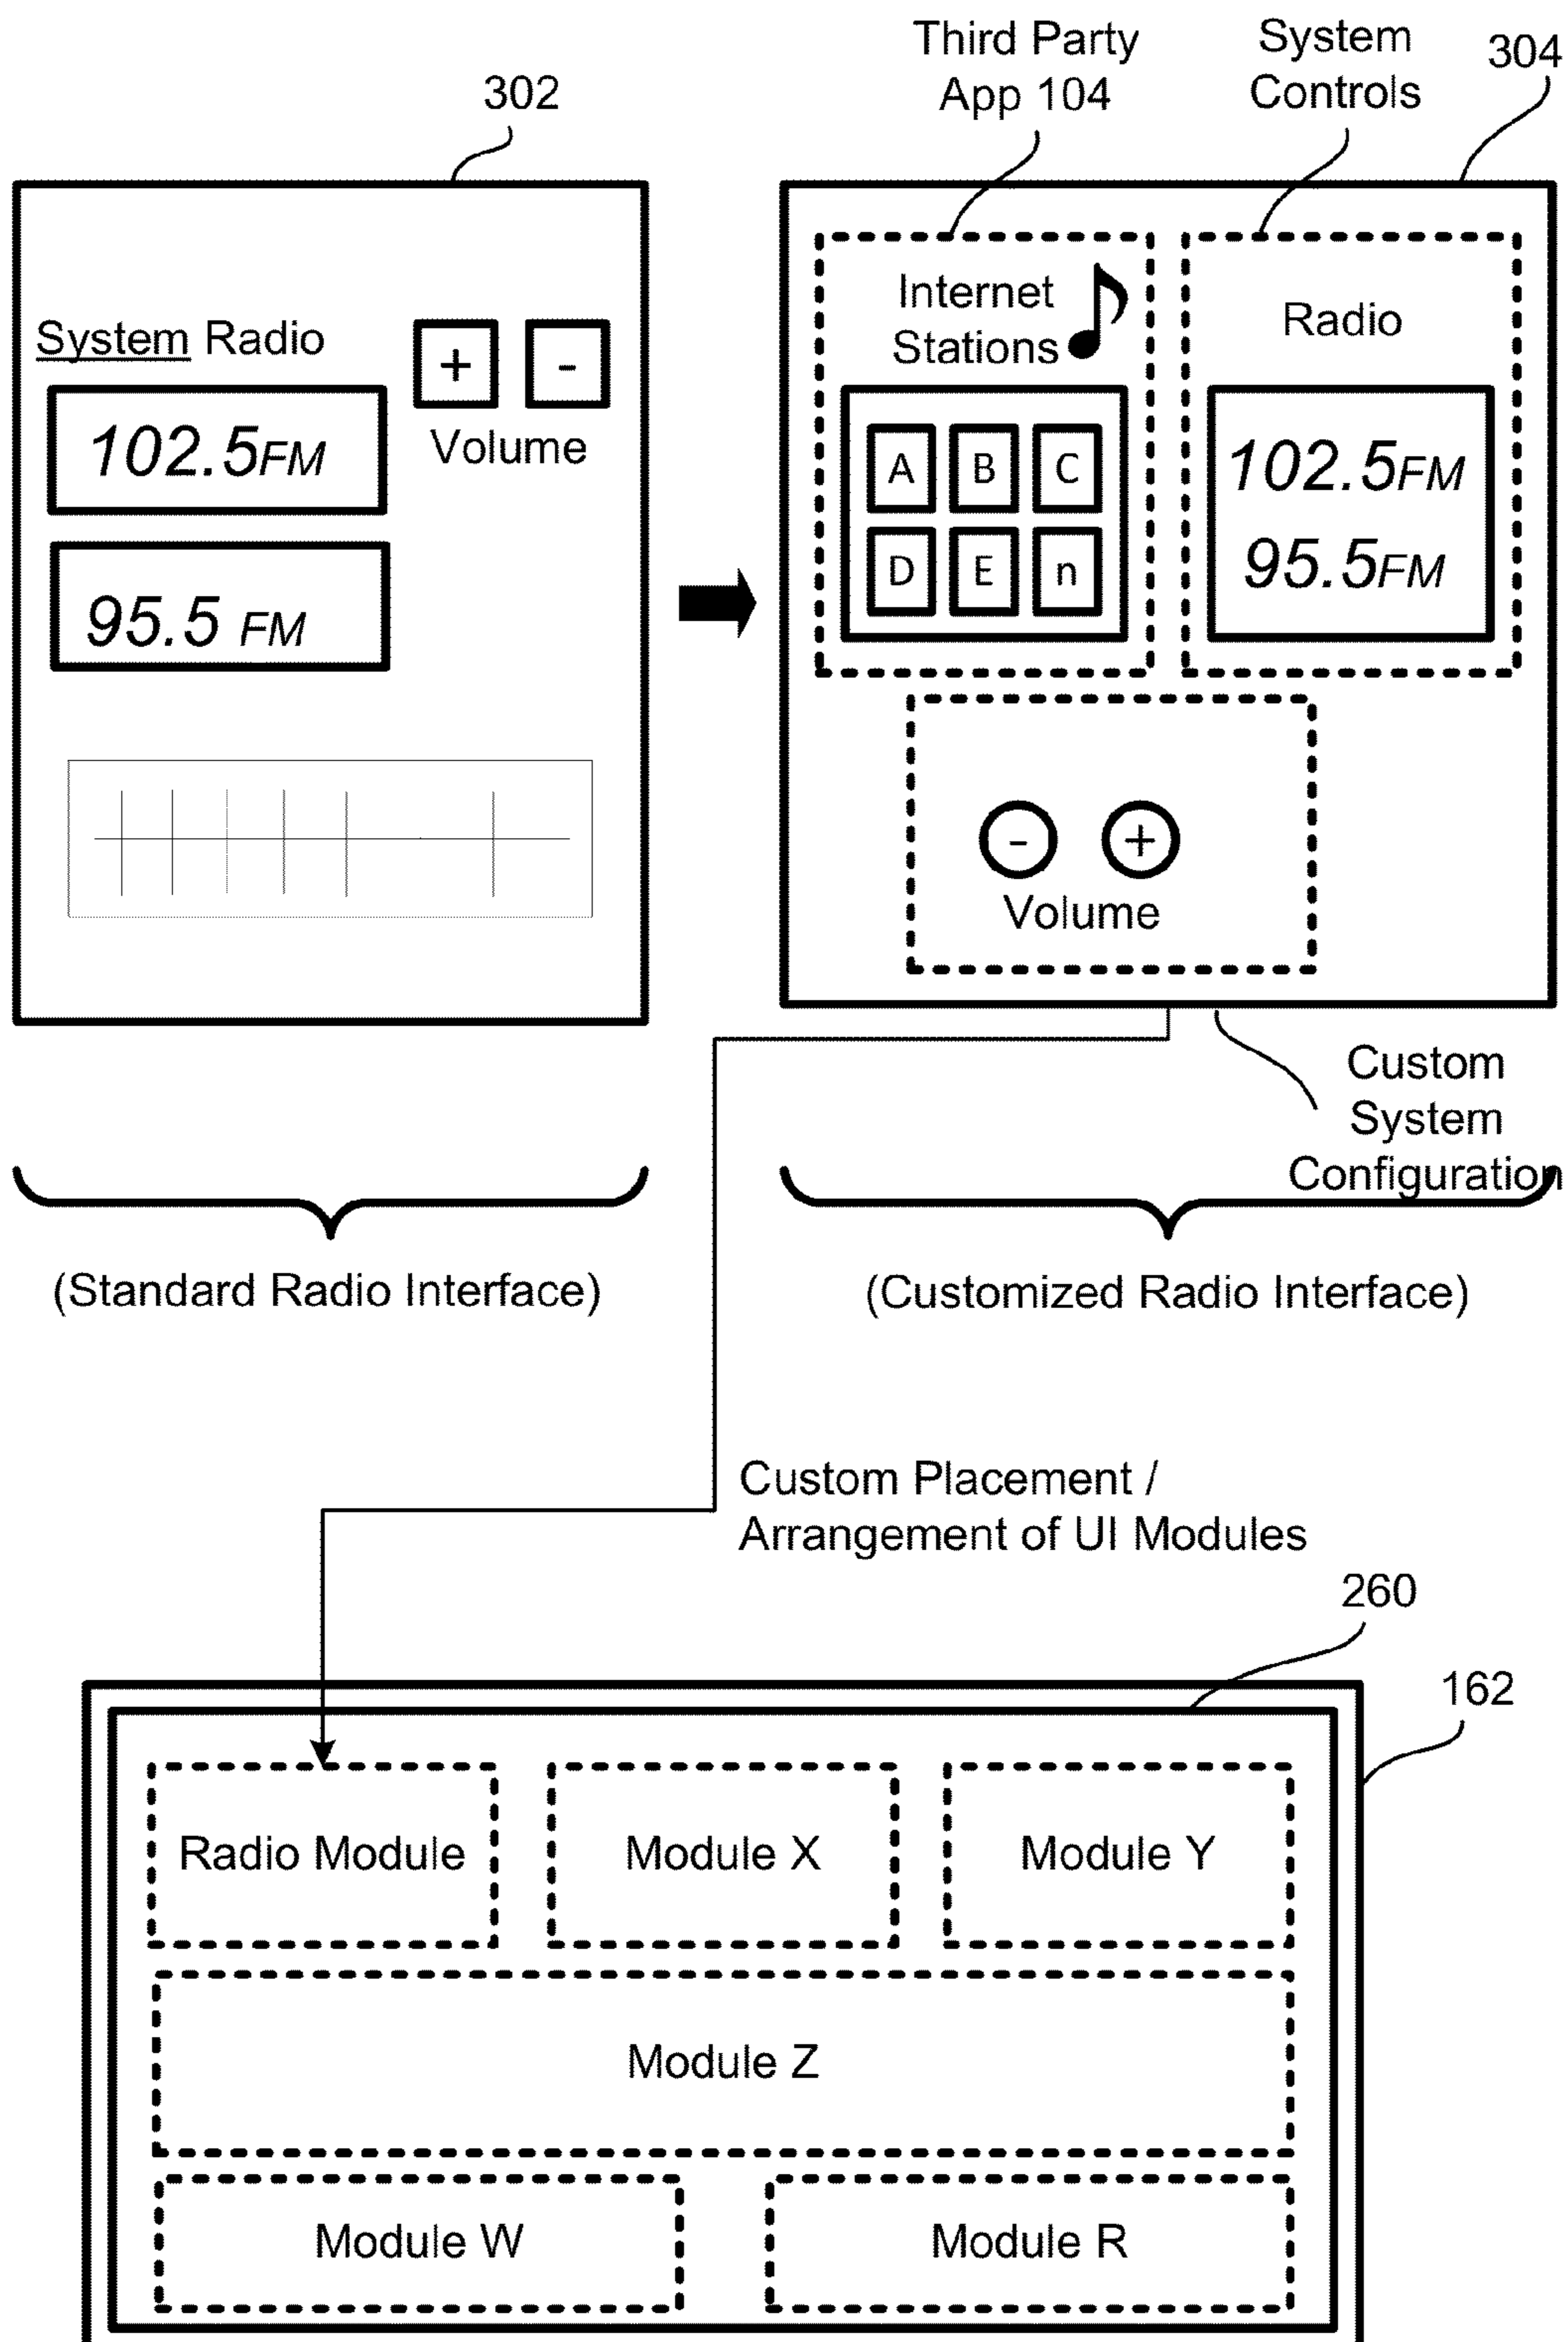 302
Third Party
App 104
System
Controls
304
System Radio
+ -
Volume
102.5FM
95.5 FM
Internet
Stations
A B C
D E n
Radio
102.5FM
95.5FM
- +
Volume
Custom
System
Configuration
(Standard Radio Interface)
(Customized Radio Interface)
Custom Placement /
Arrangement of UI Modules
260
162
Radio Module
Module X
Module Y
Module Z
Module W
Module R